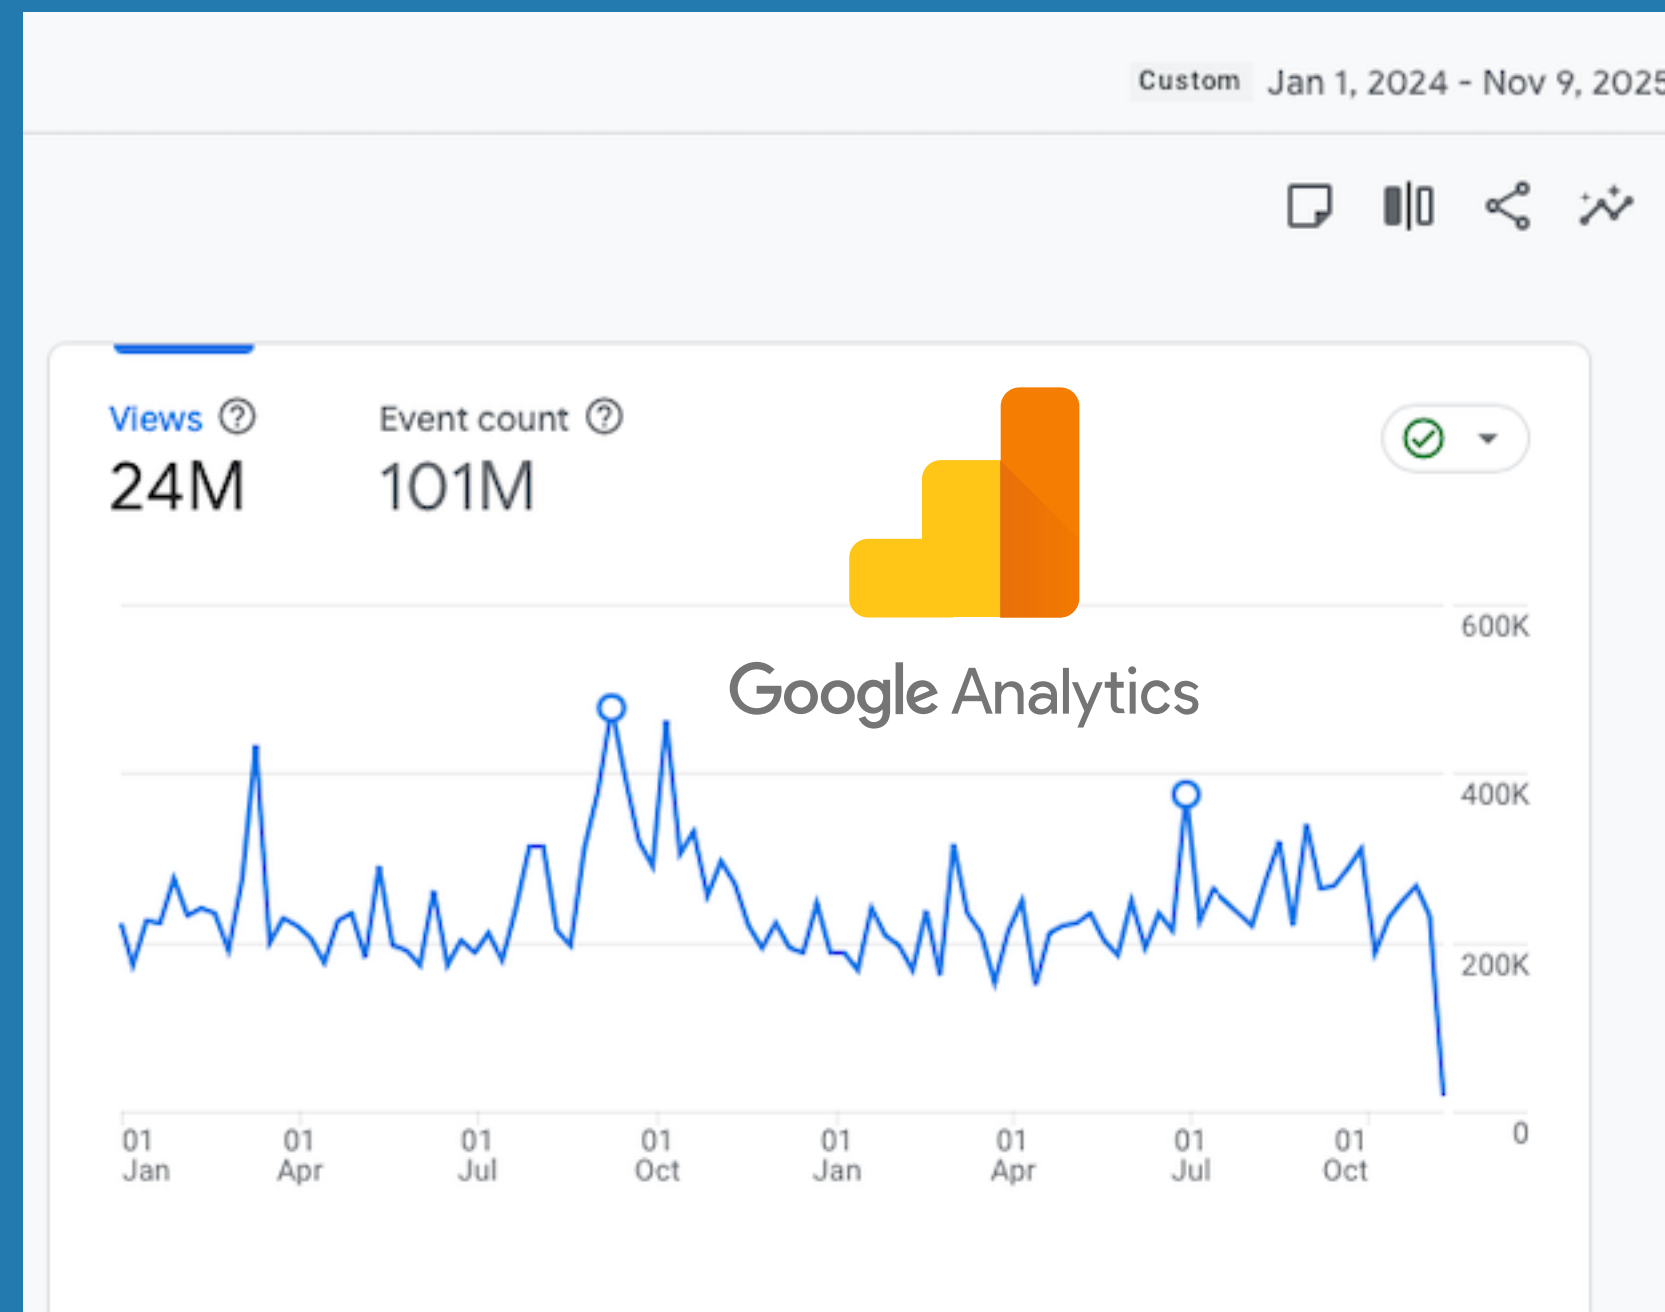 Custom Jan 1, 2024 - Nov 9, 2025
Views Event count
24M 101M
Google Analytics
600K
400K
200K
0
01 01 01 01 01 01 01 01
Jan Apr Jul Oct Jan Apr Jul Oct